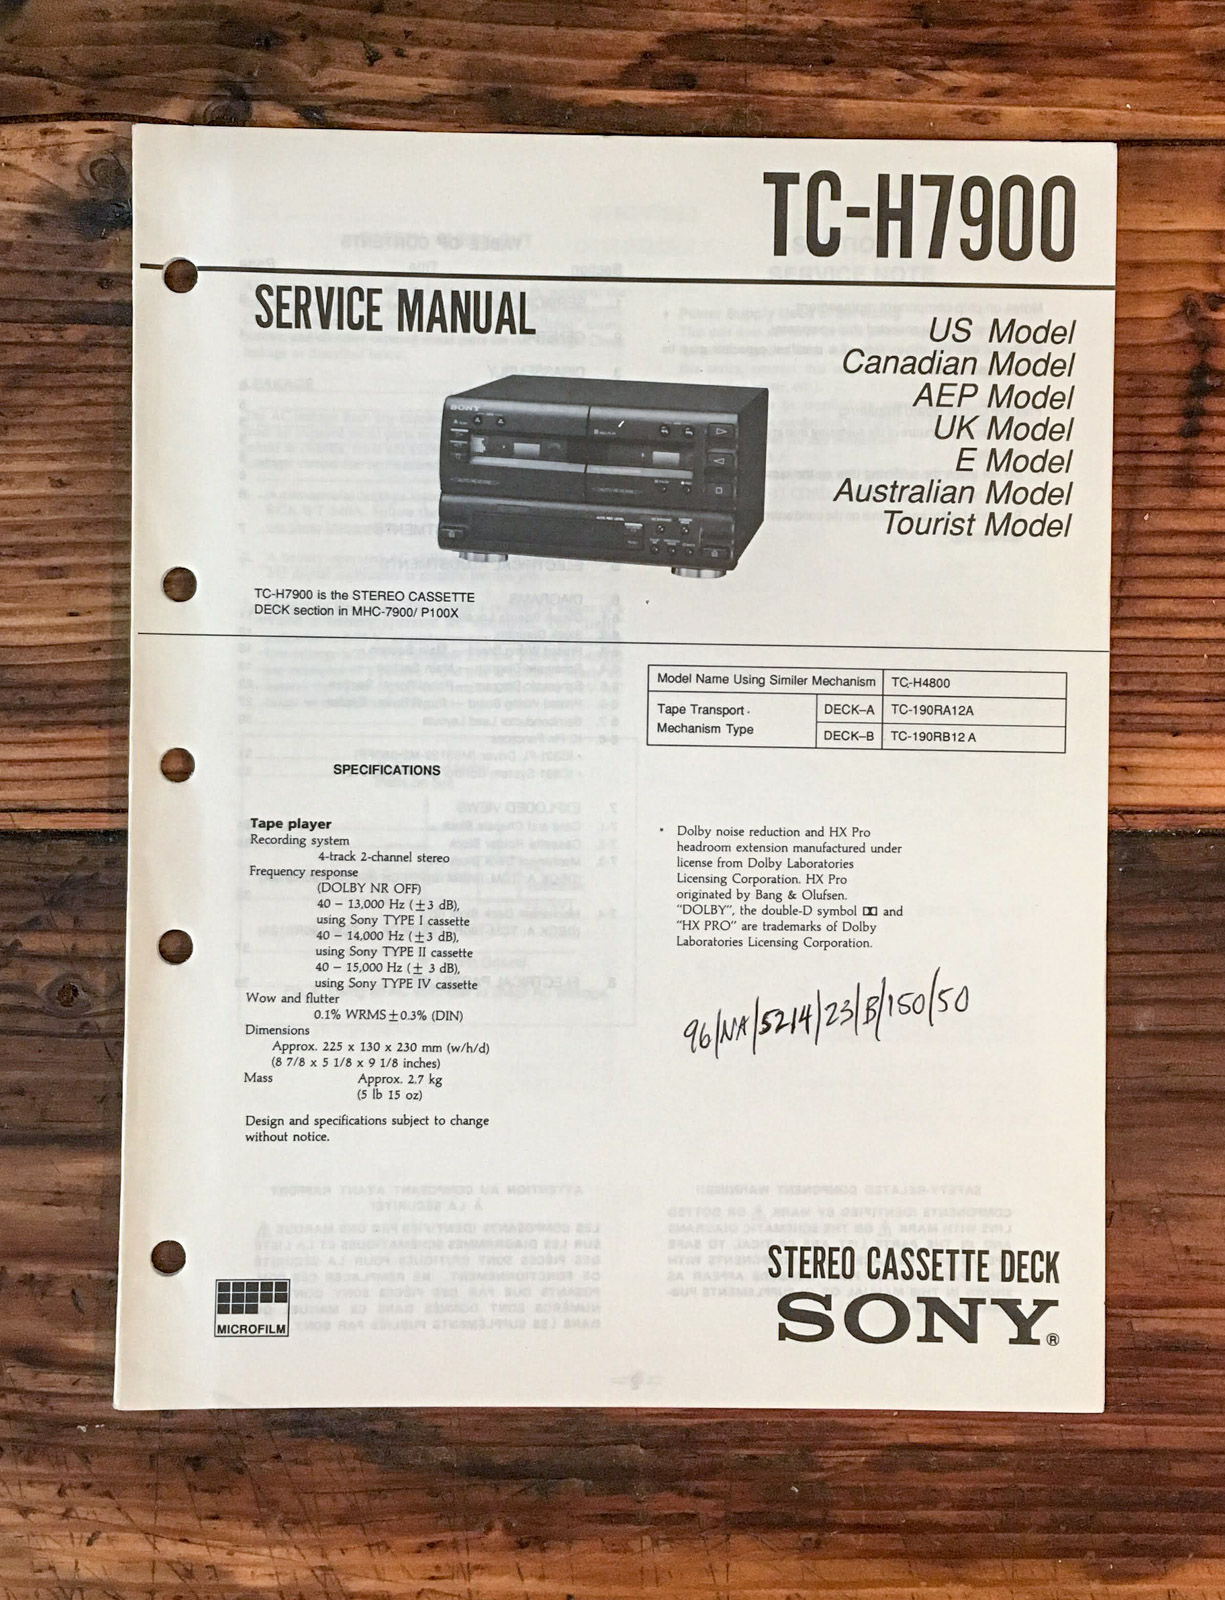 TC-H7900
SERVICE MANUAL
US Model
Canadian Model
AEP Model
UK Model
E Model
Australian Model
Tourist Model
SONY
TC-H7900 is the STEREO CASSETTE
DECK section in MHC-7900/ P100X
Model Name Using Similer Mechanism TC-H4800
Tape Transport
Mechanism Type
DECK–A TC-190RA12A
DECK–B TC-190RB12 A
SPECIFICATIONS
Tape player
Recording system
4-track 2-channel stereo
Frequency response
(DOLBY NR OFF)
40 – 13,000 Hz (±3 dB),
using Sony TYPE I cassette
40 – 14,000 Hz (±3 dB),
using Sony TYPE II cassette
40 – 15,000 Hz (± 3 dB),
using Sony TYPE IV cassette
Wow and flutter
0.1% WRMS ±0.3% (DIN)
Dimensions
Approx. 225 x 130 x 230 mm (w/h/d)
(8 7/8 x 5 1/8 x 9 1/8 inches)
Mass Approx. 2.7 kg
(5 lb 15 oz)
Design and specifications subject to change
without notice.
• Dolby noise reduction and HX Pro
headroom extension manufactured under
license from Dolby Laboratories
Licensing Corporation. HX Pro
originated by Bang & Olufsen.
"DOLBY", the double-D symbol and
"HX PRO" are trademarks of Dolby
Laboratories Licensing Corporation.
96/NA/5214/23/B/150/50
MICROFILM
STEREO CASSETTE DECK
SONY®